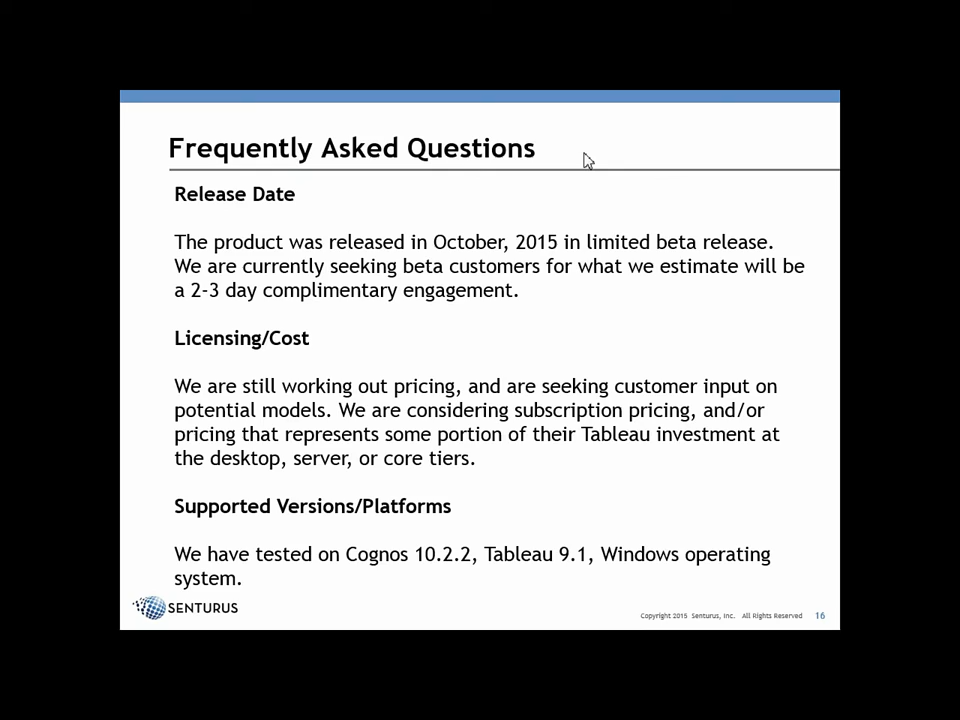 Frequently Asked Questions
Release Date
The product was released in October, 2015 in limited beta release.
We are currently seeking beta customers for what we estimate will be
a 2-3 day complimentary engagement.
Licensing/Cost
We are still working out pricing, and are seeking customer input on
potential models. We are considering subscription pricing, and/or
pricing that represents some portion of their Tableau investment at
the desktop, server, or core tiers.
Supported Versions/Platforms
We have tested on Cognos 10.2.2, Tableau 9.1, Windows operating
system.
SENTURUS
Copyright 2015 Senturus, Inc. All Rights Reserved 16